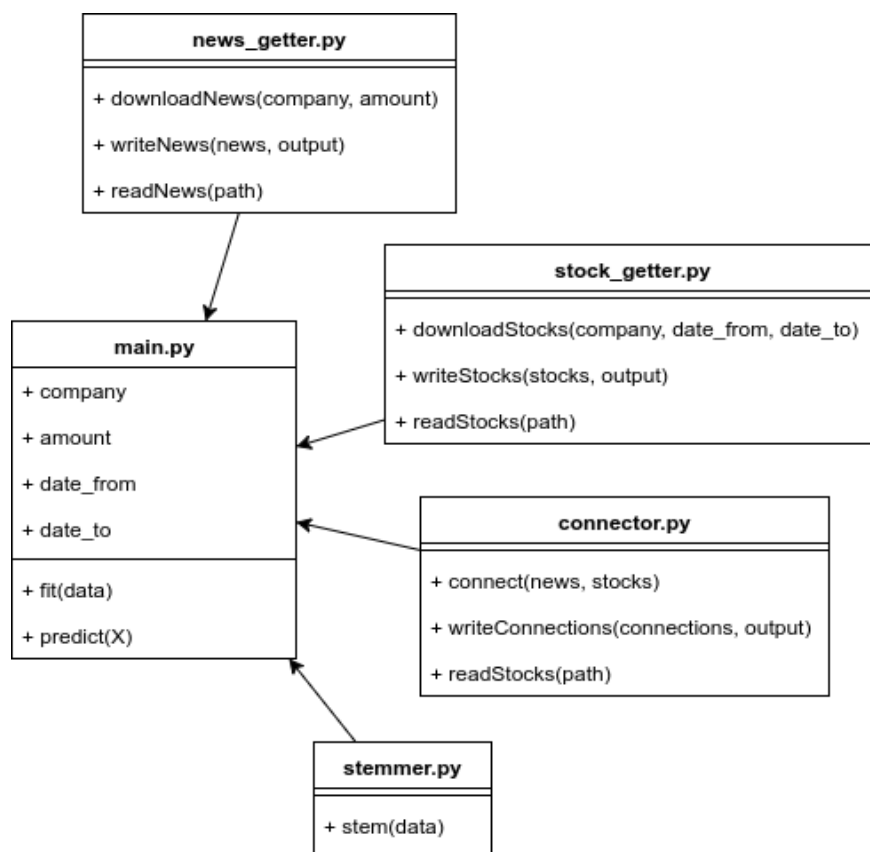 news_getter.py
+ downloadNews(company, amount)
+ writeNews(news, output)
+ readNews(path)
stock_getter.py
+ downloadStocks(company, date_from, date_to)
+ writeStocks(stocks, output)
+ readStocks(path)
main.py
+ company
+ amount
+ date_from
+ date_to
+ fit(data)
+ predict(X)
connector.py
+ connect(news, stocks)
+ writeConnections(connections, output)
+ readStocks(path)
stemmer.py
+ stem(data)